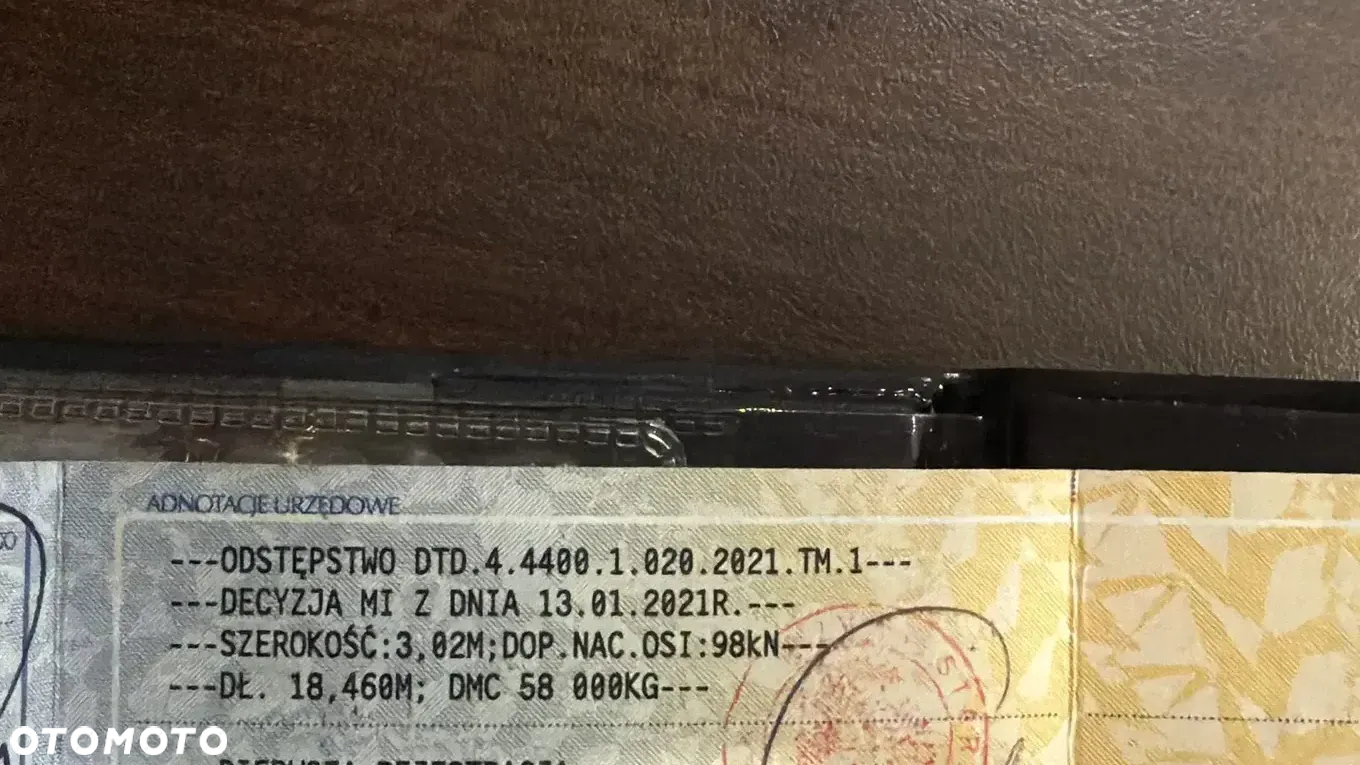 ADNOTACJE URZĘDOWE
---ODSTĘPSTWO DTD.4.4400.1.020.2021.TM.1---
---DECYZJA MI Z DNIA 13.01.2021R.---
---SZEROKOŚĆ:3,02M;DOP.NAC.OSI:98kN---
---DŁ. 18,460M; DMC 58 000KG---
OTOMOTO